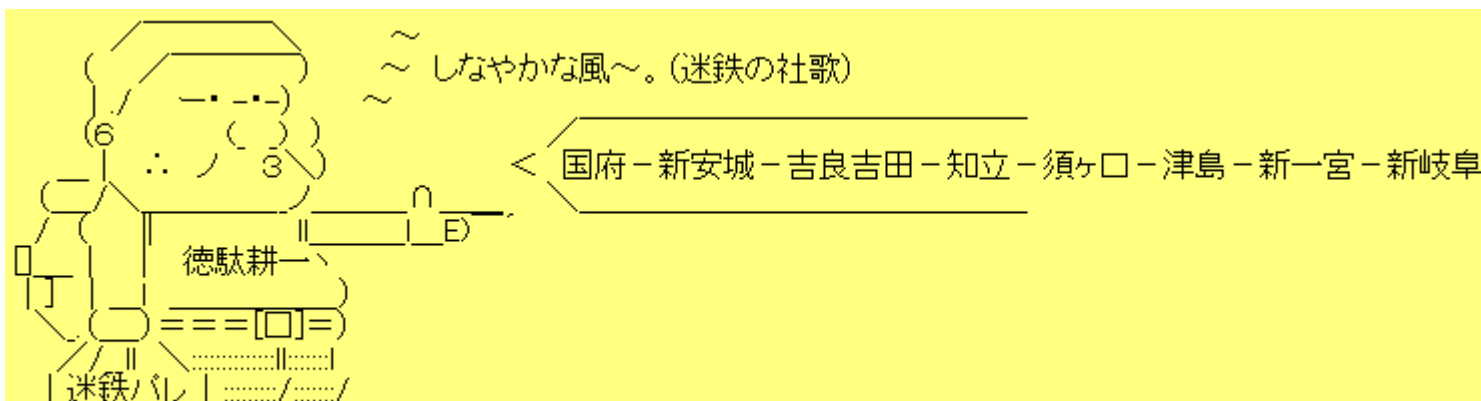 しなやかな風～。(迷鉄の社歌)
国府－新安城－吉良吉田－知立－須ヶ口－津島－新一宮－新岐阜
徳駄耕一
迷鉄バレ